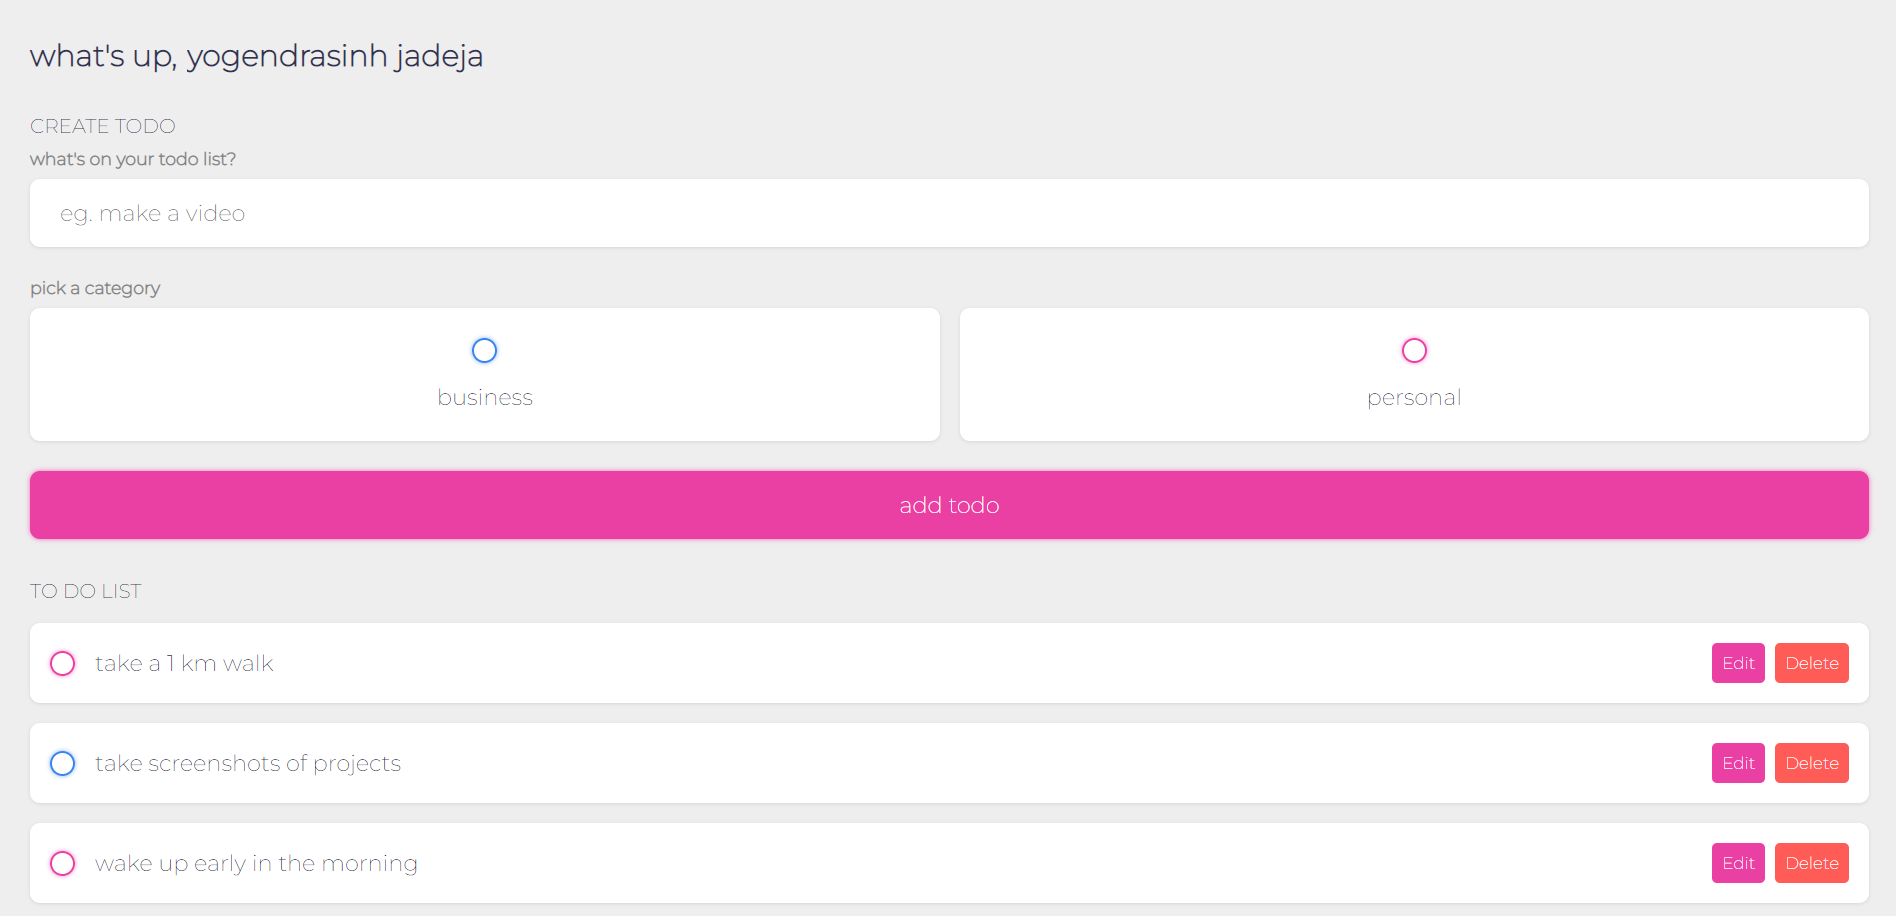 what's up, yogendrasinh jadeja
CREATE TODO
what's on your todo list?
eg. make a video
pick a category
business
personal
add todo
TO DO LIST
take a 1 km walk
Edit
Delete
take screenshots of projects
Edit
Delete
wake up early in the morning
Edit
Delete